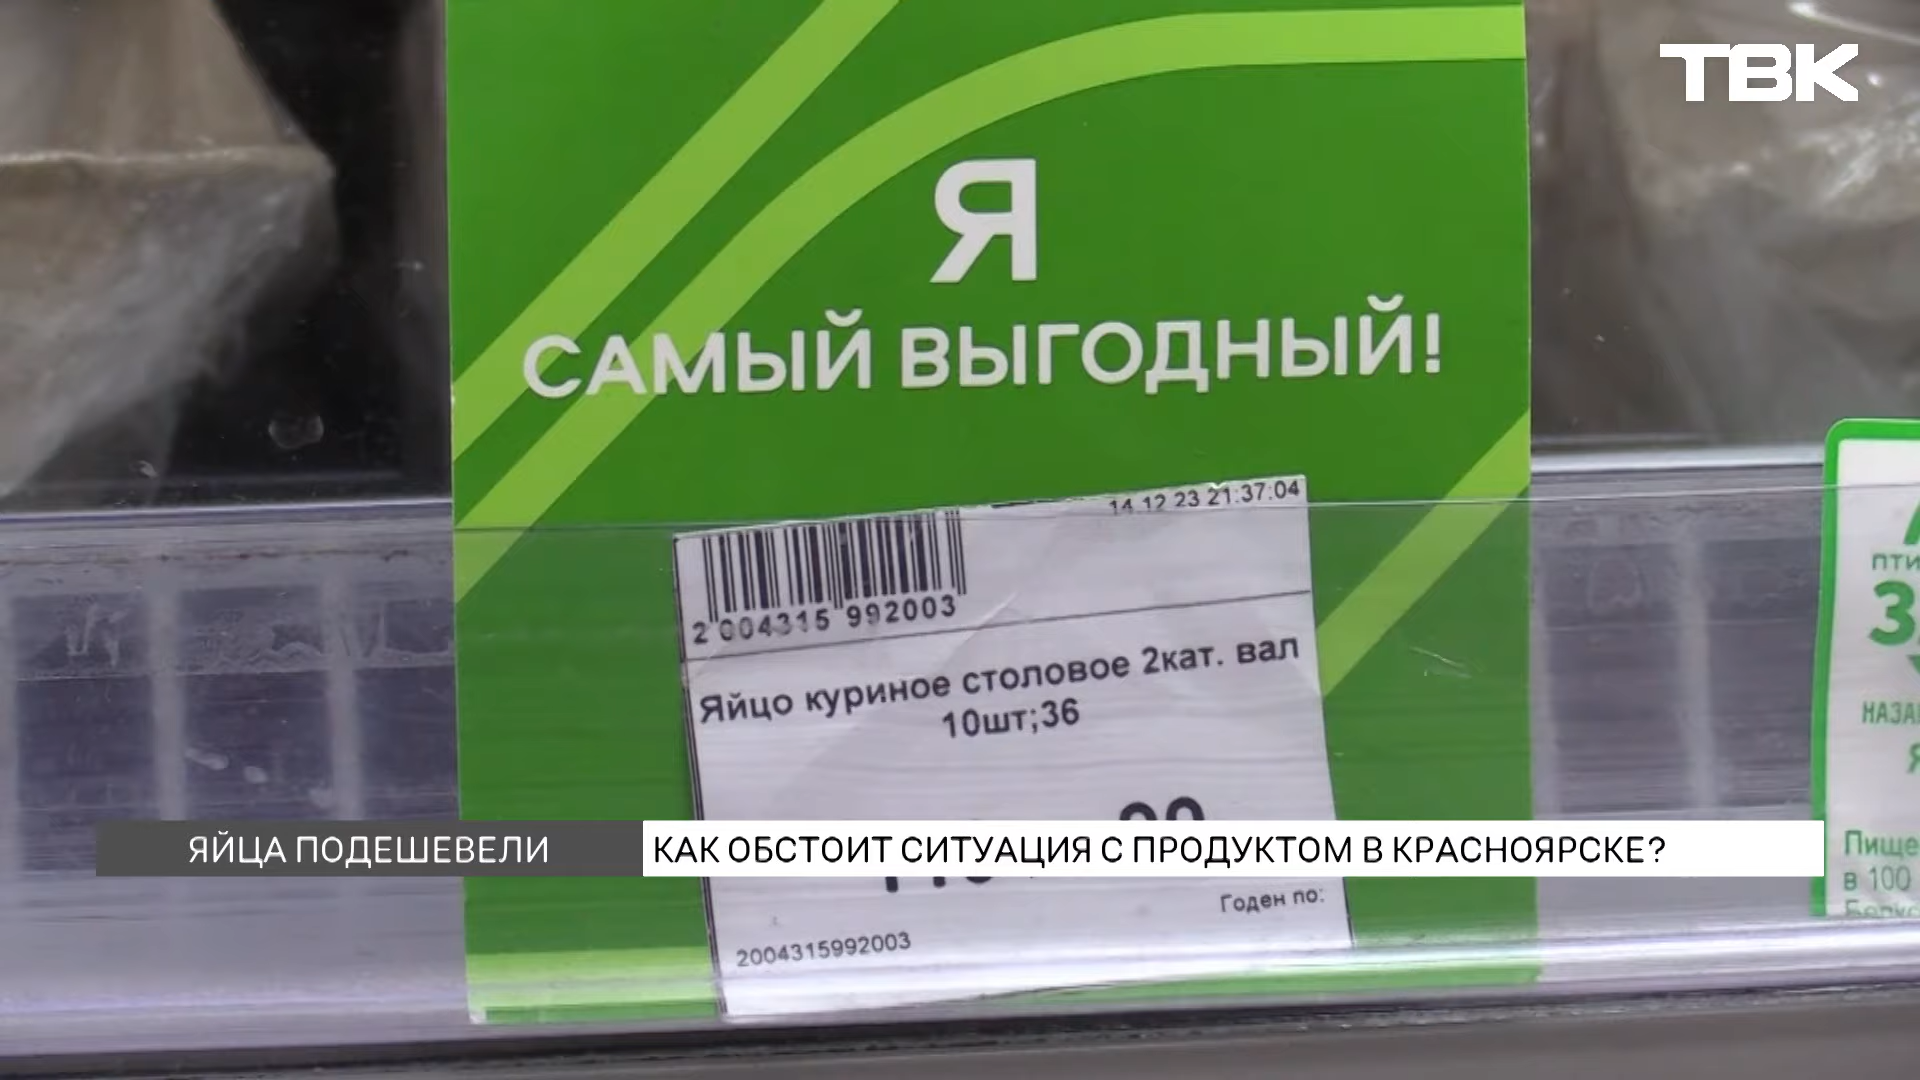 ТВК
Я
САМЫЙ ВЫГОДНЫЙ!
14.12 23 21:37:04
2 004315 992003
Яйцо куриное столовое 2кат. вал
10шт;36
ЯЙЦА ПОДЕШЕВЕЛИ
КАК ОБСТОИТ СИТУАЦИЯ С ПРОДУКТОМ В КРАСНОЯРСКЕ?
Годен по:
2004315992003
в 100